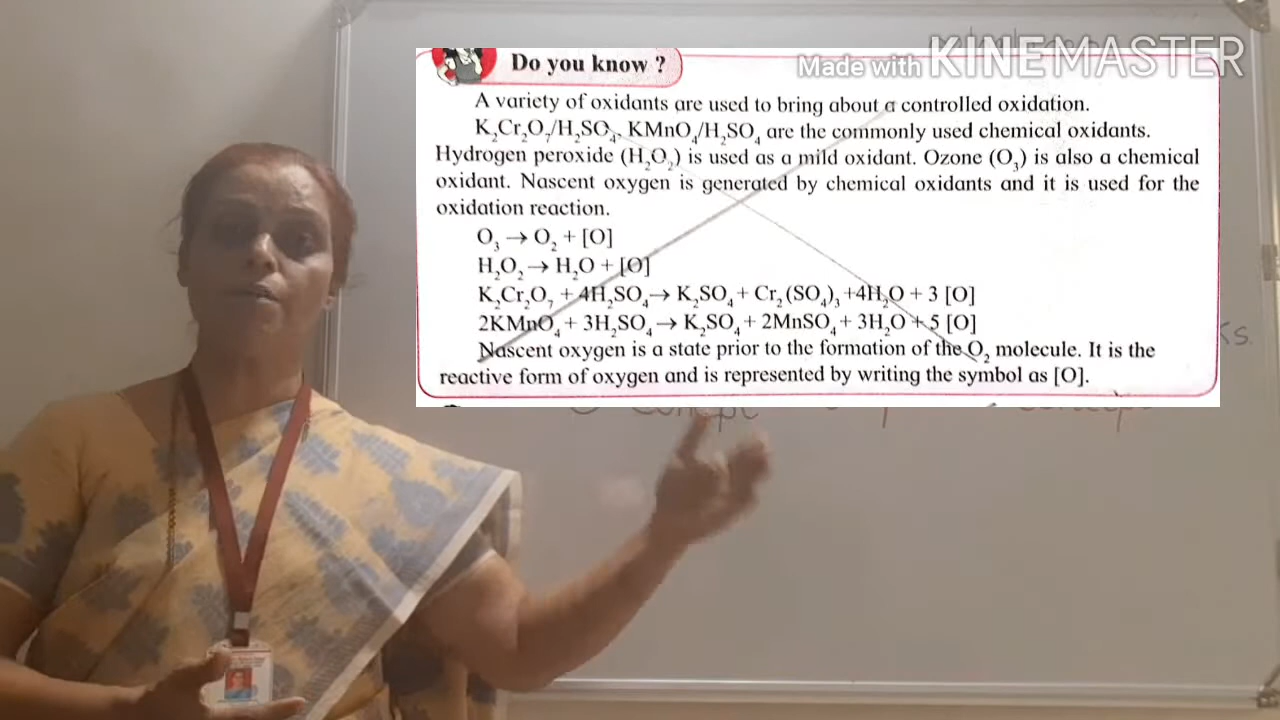 Made with KINEMASTER
Do you know ?
A variety of oxidants are used to bring about a controlled oxidation.
K₂Cr₂O₇/H₂SO₄, KMnO₄/H₂SO₄ are the commonly used chemical oxidants.
Hydrogen peroxide (H₂O₂) is used as a mild oxidant. Ozone (O₃) is also a chemical
oxidant. Nascent oxygen is generated by chemical oxidants and it is used for the
oxidation reaction.
O₃ → O₂ + [O]
H₂O₂ → H₂O + [O]
K₂Cr₂O₇ + 4H₂SO₄ → K₂SO₄ + Cr₂(SO₄)₃ +4H₂O + 3 [O]
2KMnO₄ + 3H₂SO₄ → K₂SO₄ + 2MnSO₄ + 3H₂O + 5 [O]
Nascent oxygen is a state prior to the formation of the O₂ molecule. It is the
reactive form of oxygen and is represented by writing the symbol as [O].